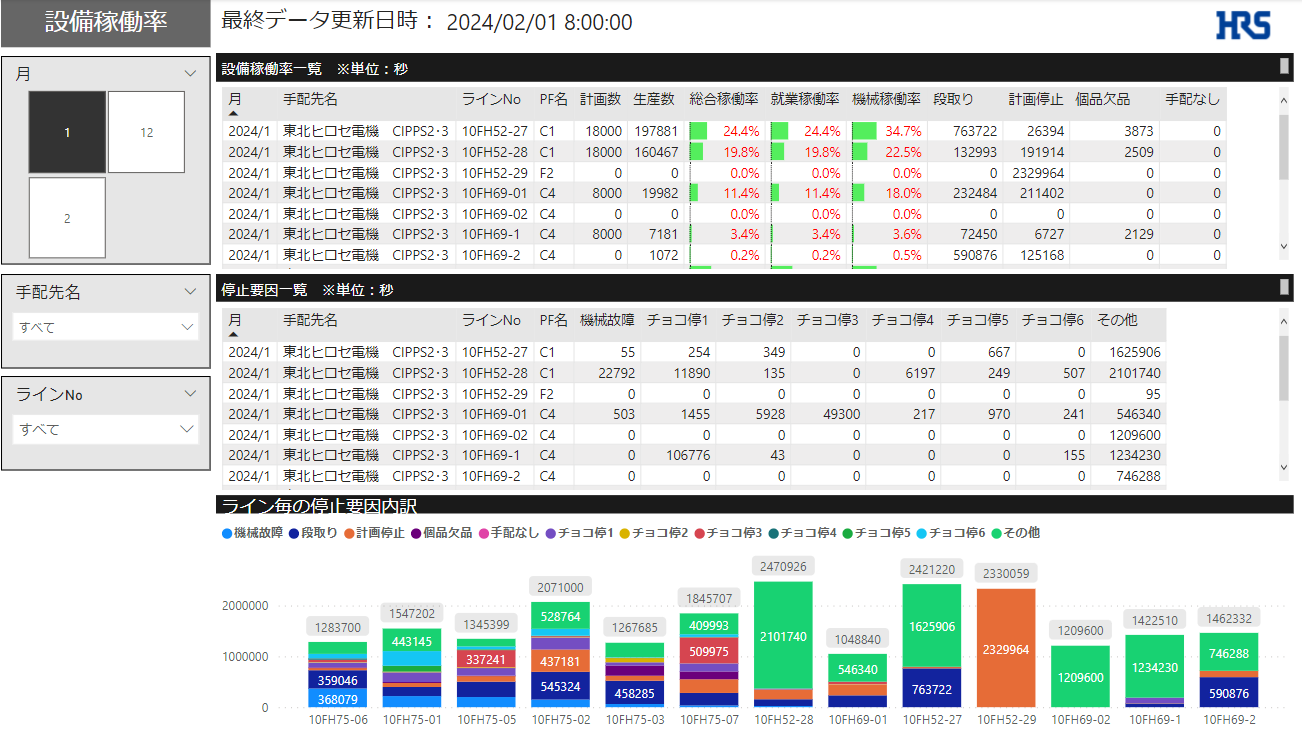 設備稼働率
最終データ更新日時： 2024/02/01 8:00:00
HRS
月
1
12
2
手配先名
すべて
ラインNo
すべて
設備稼働率一覧 ※単位：秒
月 手配先名 ラインNo PF名 計画数 生産数 総合稼働率 就業稼働率 機械稼働率 段取り 計画停止 個品欠品 手配なし
2024/1 東北ヒロセ電機 CIPPS2･3 10FH52-27 C1 18000 197881 24.4% 24.4% 34.7% 763722 26394 3873 0
2024/1 東北ヒロセ電機 CIPPS2･3 10FH52-28 C1 18000 160467 19.8% 19.8% 22.5% 132993 191914 2509 0
2024/1 東北ヒロセ電機 CIPPS2･3 10FH52-29 F2 0 0 0.0% 0.0% 0.0% 0 2329964 0 0
2024/1 東北ヒロセ電機 CIPPS2･3 10FH69-01 C4 8000 19982 11.4% 11.4% 18.0% 232484 211402 0 0
2024/1 東北ヒロセ電機 CIPPS2･3 10FH69-02 C4 0 0 0.0% 0.0% 0.0% 0 0 0 0
2024/1 東北ヒロセ電機 CIPPS2･3 10FH69-1 C4 8000 7181 3.4% 3.4% 3.6% 72450 6727 2129 0
2024/1 東北ヒロセ電機 CIPPS2･3 10FH69-2 C4 0 1072 0.2% 0.2% 0.5% 590876 125168 0 0
停止要因一覧 ※単位：秒
月 手配先名 ラインNo PF名 機械故障 チョコ停1 チョコ停2 チョコ停3 チョコ停4 チョコ停5 チョコ停6 その他
2024/1 東北ヒロセ電機 CIPPS2･3 10FH52-27 C1 55 254 349 0 0 667 0 1625906
2024/1 東北ヒロセ電機 CIPPS2･3 10FH52-28 C1 22792 11890 135 0 6197 249 507 2101740
2024/1 東北ヒロセ電機 CIPPS2･3 10FH52-29 F2 0 0 0 0 0 0 0 95
2024/1 東北ヒロセ電機 CIPPS2･3 10FH69-01 C4 503 1455 5928 49300 217 970 241 546340
2024/1 東北ヒロセ電機 CIPPS2･3 10FH69-02 C4 0 0 0 0 0 0 0 1209600
2024/1 東北ヒロセ電機 CIPPS2･3 10FH69-1 C4 0 106776 43 0 0 0 155 1234230
2024/1 東北ヒロセ電機 CIPPS2･3 10FH69-2 C4 0 0 0 0 0 0 0 746288
ライン毎の停止要因内訳
機械故障 段取り 計画停止 個品欠品 手配なし チョコ停1 チョコ停2 チョコ停3 チョコ停4 チョコ停5 チョコ停6 その他
1283700 1547202 1345399 2071000 1267685 1845707 2470926 1048840 2421220 2330059 1209600 1422510 1462332
2000000
1000000
0
359046
368079
443145
337241
528764
437181
545324
458285
409993
509975
2101740
546340
1625906
763722
2329964
1209600
1234230
746288
590876
10FH75-06 10FH75-01 10FH75-05 10FH75-02 10FH75-03 10FH75-07 10FH52-28 10FH69-01 10FH52-27 10FH52-29 10FH69-02 10FH69-1 10FH69-2